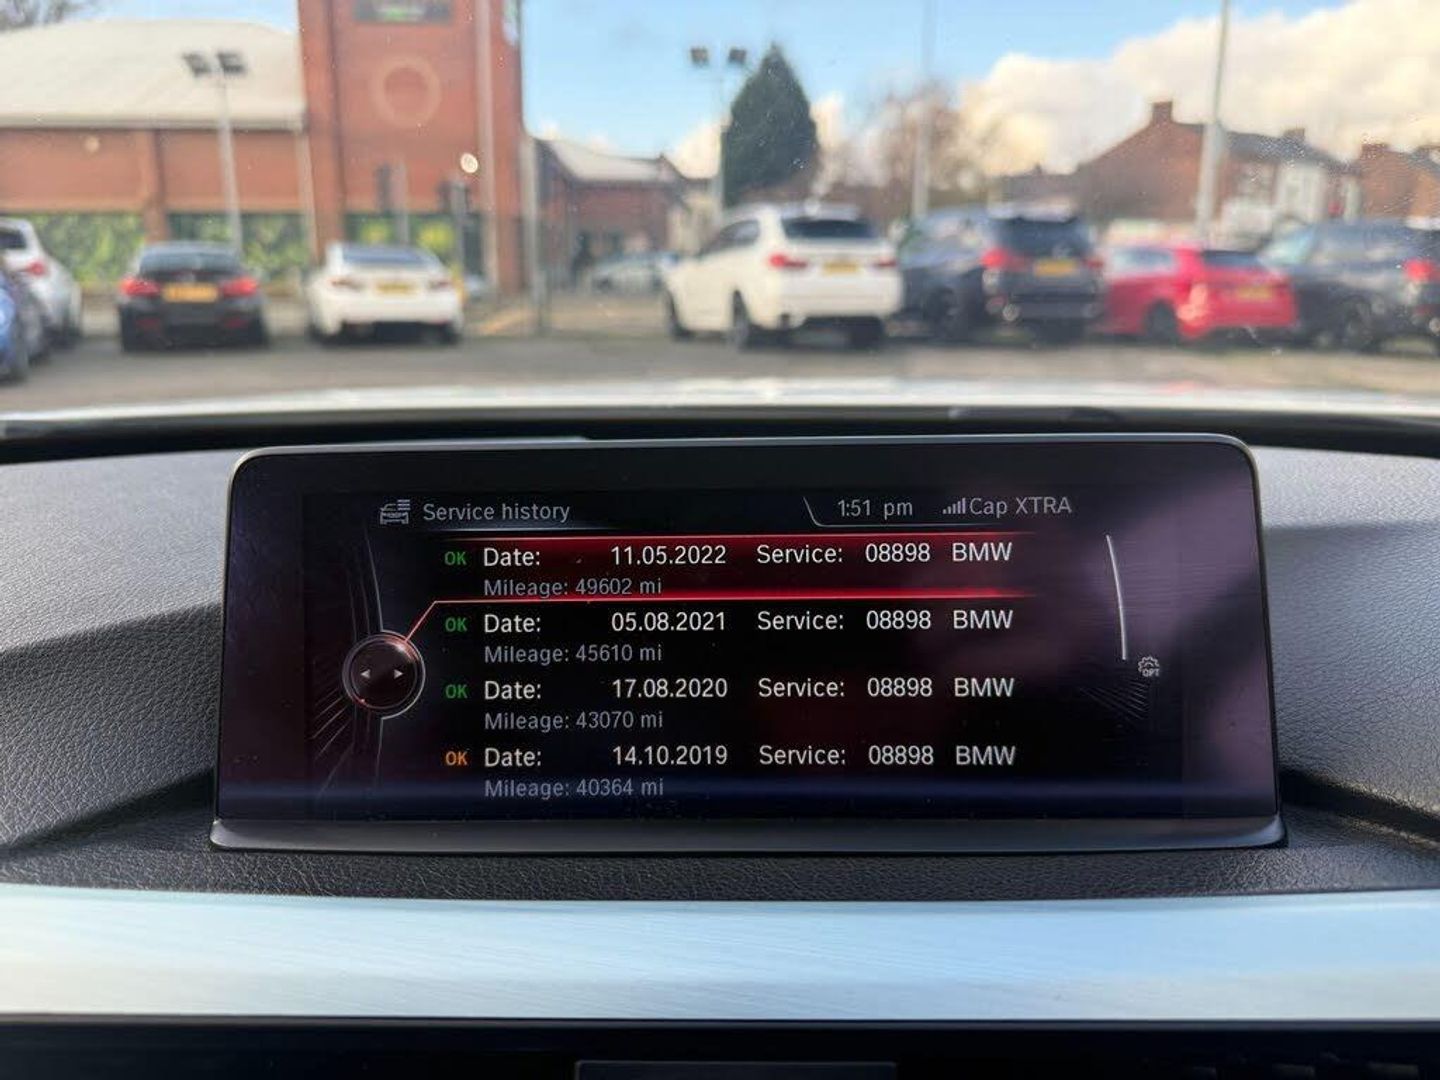 Service history 1:51 pm Cap XTRA
OK Date: 11.05.2022 Service: 08898 BMW
Mileage: 49602 mi
OK Date: 05.08.2021 Service: 08898 BMW
Mileage: 45610 mi
OK Date: 17.08.2020 Service: 08898 BMW
Mileage: 43070 mi
OPT
OK Date: 14.10.2019 Service: 08898 BMW
Mileage: 40364 mi